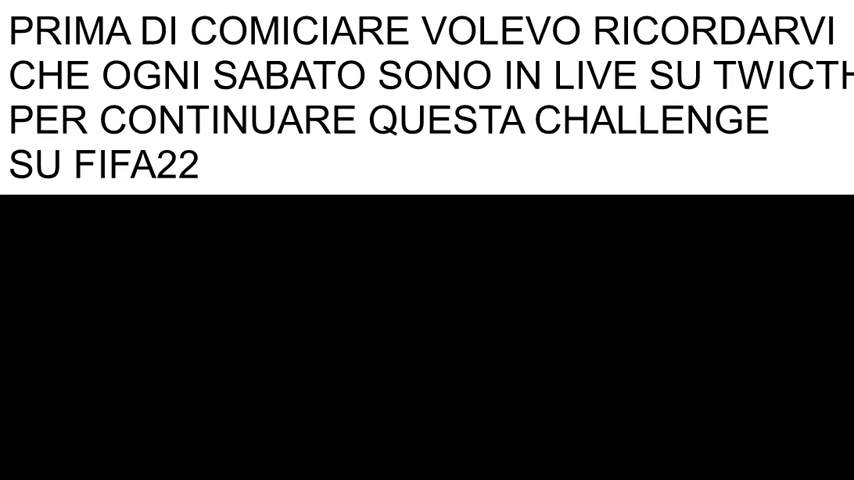 PRIMA DI COMICIARE VOLEVO RICORDARVI
CHE OGNI SABATO SONO IN LIVE SU TWICTH
PER CONTINUARE QUESTA CHALLENGE
SU FIFA22